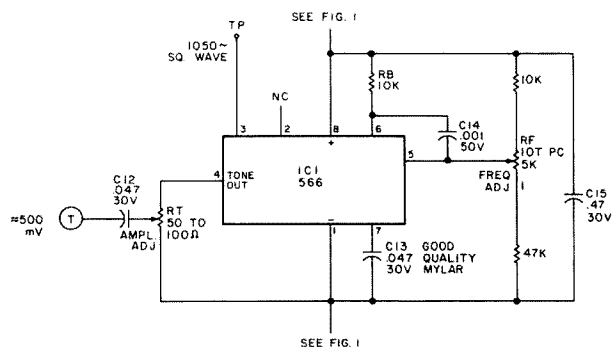 TP
SEE FIG. 1
1050~
SQ. WAVE
RB
10K
10K
NC
C14
.001
50V
3
2
8
6
+
5
RF
10T PC
5K
FREQ
ADJ
1
C15
.47
30V
4
TONE
OUT
IC1
566
C12
.047
30V
≈500
mV
T
RT
50 TO
100Ω
AMPL.
ADJ
–
1
7
C13 GOOD
.047 QUALITY
30V MYLAR
47K
SEE FIG. 1